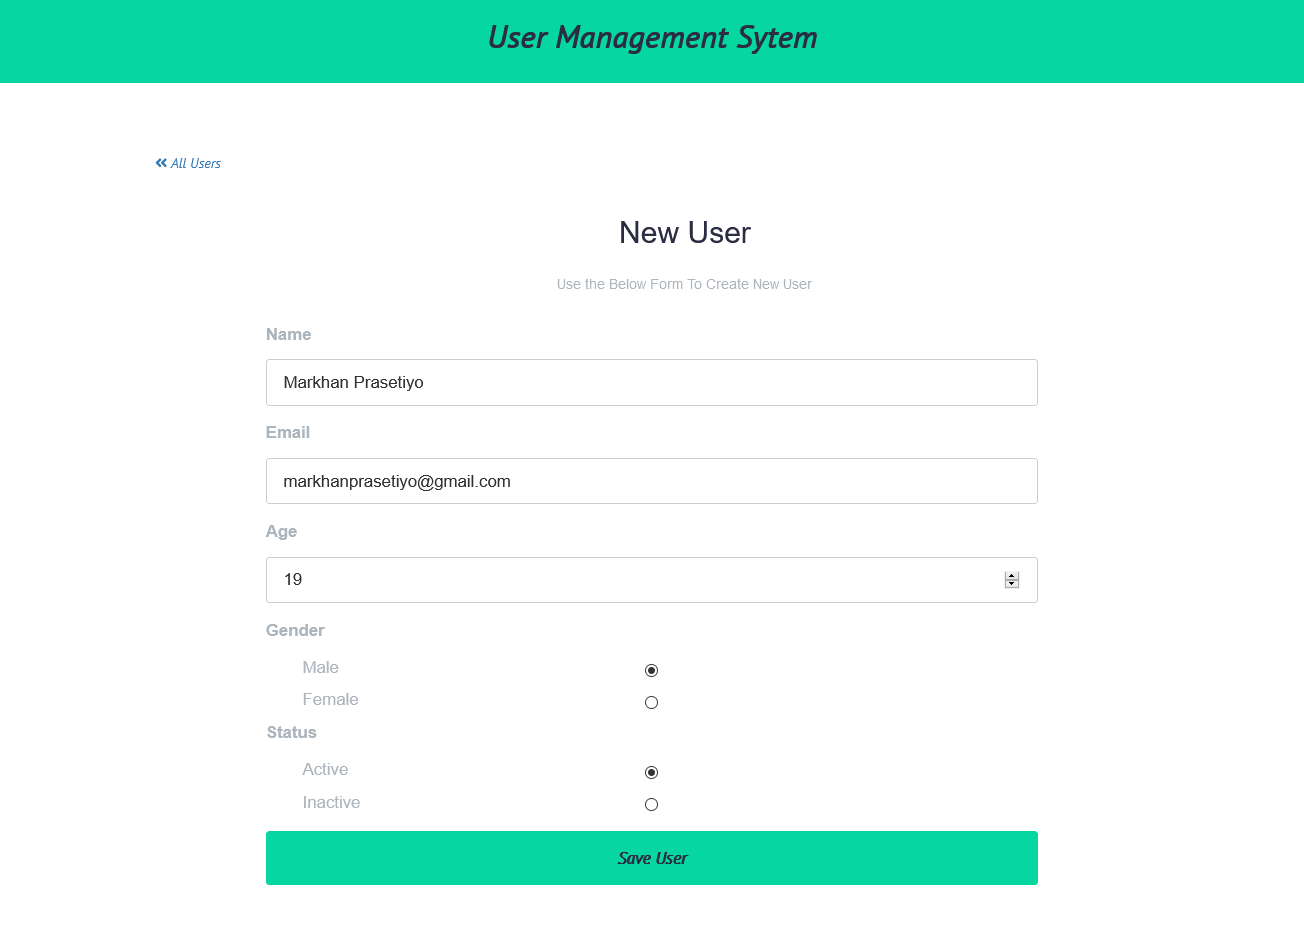 User Management Sytem
All Users
New User
Use the Below Form To Create New User
Name
Markhan Prasetiyo
Email
markhanprasetiyo@gmail.com
Age
19
Gender
Male
Female
Status
Active
Inactive
Save User